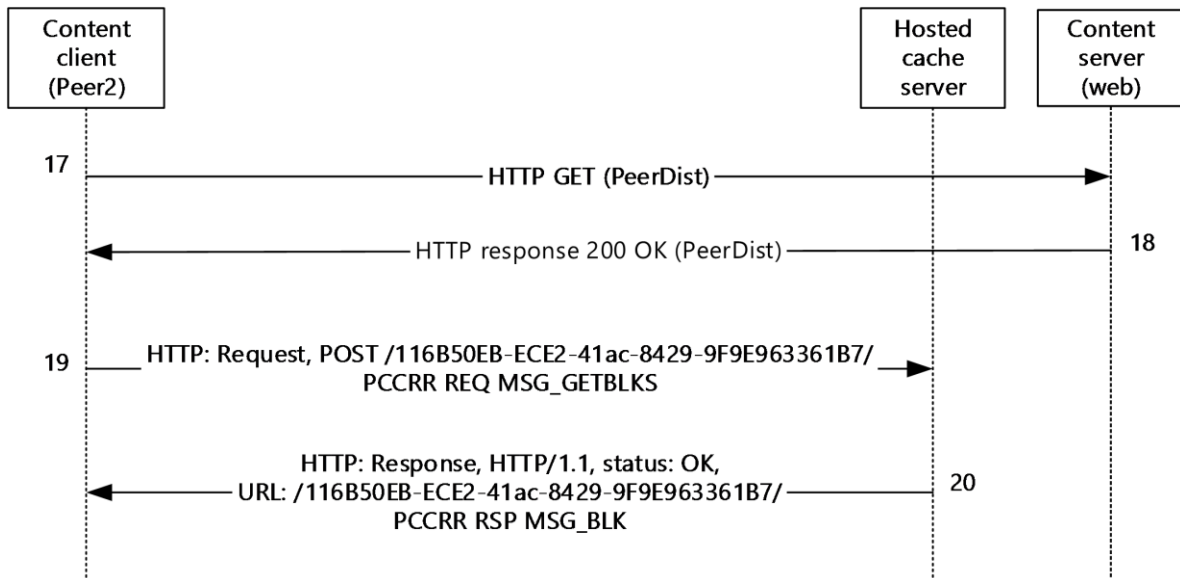 Content
client
(Peer2)
Hosted
cache
server
Content
server
(web)
17
HTTP GET (PeerDist)
HTTP response 200 OK (PeerDist)
18
19
HTTP: Request, POST /116B50EB-ECE2-41ac-8429-9F9E963361B7/
PCCRR REQ MSG_GETBLKS
HTTP: Response, HTTP/1.1, status: OK,
URL: /116B50EB-ECE2-41ac-8429-9F9E963361B7/
PCCRR RSP MSG_BLK
20